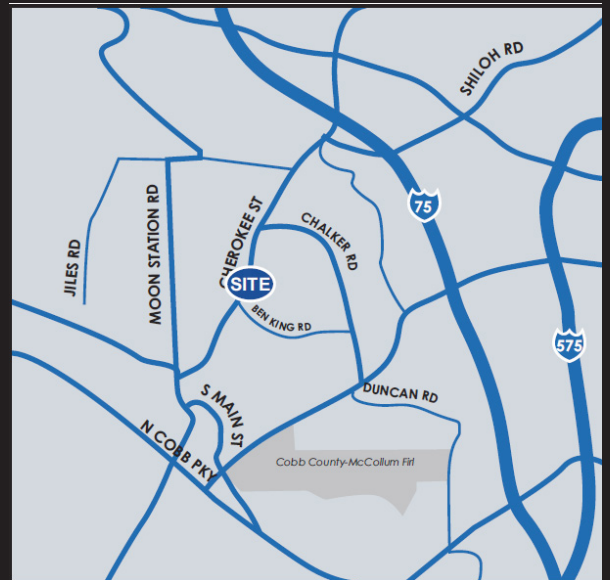 SHILOH RD
75
CHEROKEE ST
MOON STATION RD
CHALKER RD
JILES RD
SITE
BEN KING RD
575
DUNCAN RD
S MAIN ST
N COBB PKY
Cobb County-McCollum Firl